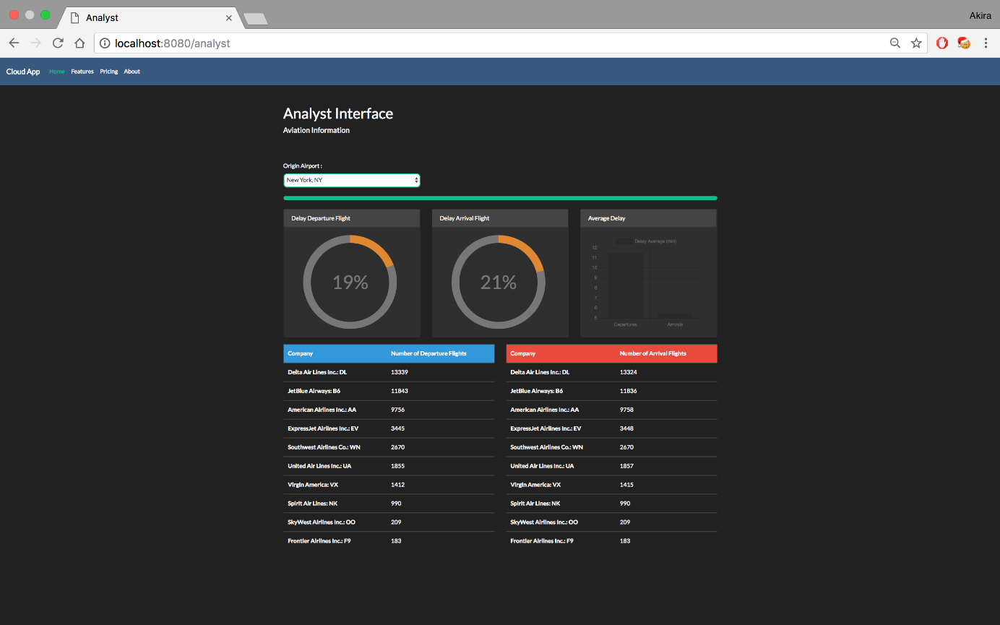 Analyst
Akira
localhost:8080/analyst
Cloud App Home Features Pricing About
Analyst Interface
Aviation Information
Origin Airport :
New York, NY
Delay Departure Flight
19%
Delay Arrival Flight
21%
Average Delay
Delay Average (min)
12
11
10
9
8
7
6
5
Departures Arrivals
Company Number of Departure Flights
Delta Air Lines Inc.: DL 13339
JetBlue Airways: B6 11843
American Airlines Inc.: AA 9756
ExpressJet Airlines Inc.: EV 3445
Southwest Airlines Co.: WN 2670
United Air Lines Inc.: UA 1855
Virgin America: VX 1412
Spirit Air Lines: NK 990
SkyWest Airlines Inc.: OO 209
Frontier Airlines Inc.: F9 183
Company Number of Arrival Flights
Delta Air Lines Inc.: DL 13324
JetBlue Airways: B6 11836
American Airlines Inc.: AA 9758
ExpressJet Airlines Inc.: EV 3448
Southwest Airlines Co.: WN 2670
United Air Lines Inc.: UA 1857
Virgin America: VX 1415
Spirit Air Lines: NK 990
SkyWest Airlines Inc.: OO 209
Frontier Airlines Inc.: F9 183